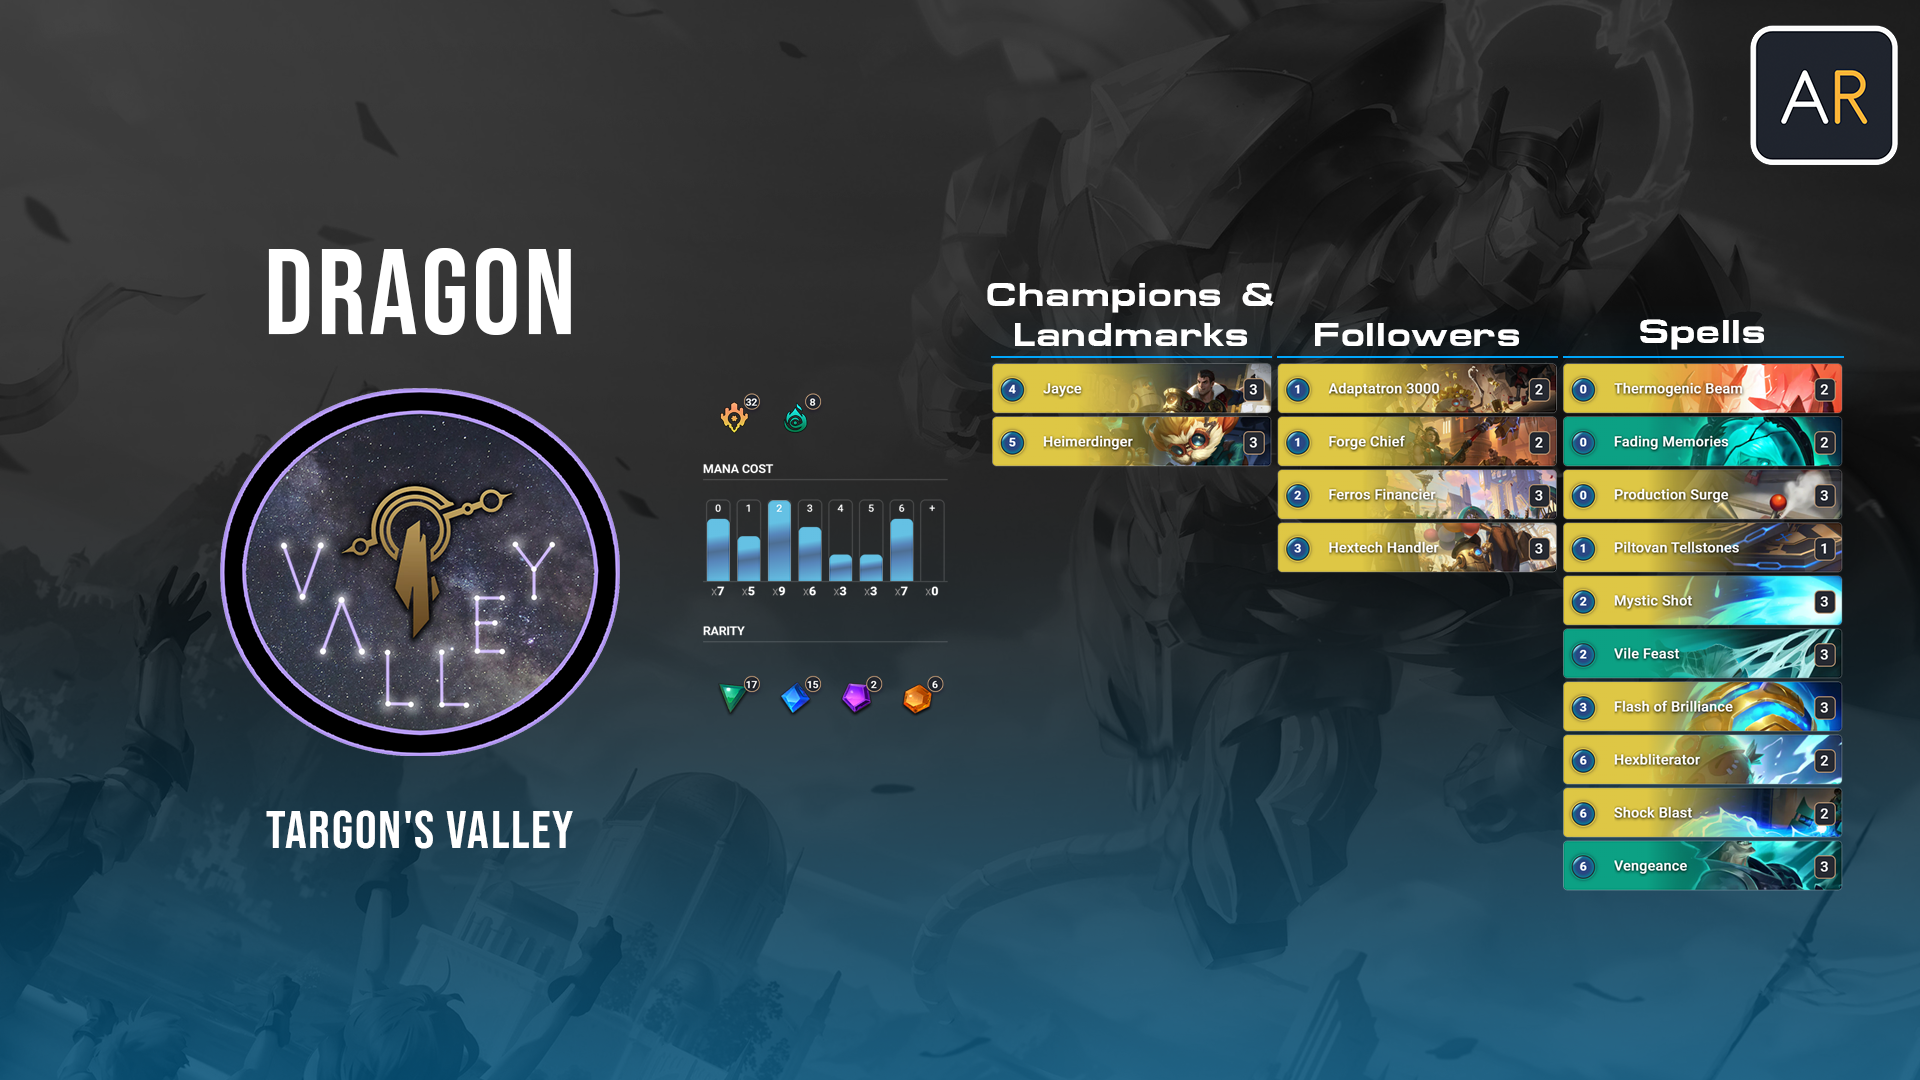 AR
DRAGON
VALLEY
TARGON'S VALLEY
32 8
MANA COST
0 1 2 3 4 5 6 +
x7 x5 x9 x6 x3 x3 x7 x0
RARITY
17 15 2 6
Champions &
Landmarks
4 Jayce 3
5 Heimerdinger 3
Followers
1 Adaptatron 3000 2
1 Forge Chief 2
2 Ferros Financier 3
3 Hextech Handler 3
Spells
0 Thermogenic Beam 2
0 Fading Memories 2
0 Production Surge 3
1 Piltovan Tellstones 1
2 Mystic Shot 3
2 Vile Feast 3
3 Flash of Brilliance 3
6 Hexbliterator 2
6 Shock Blast 2
6 Vengeance 3